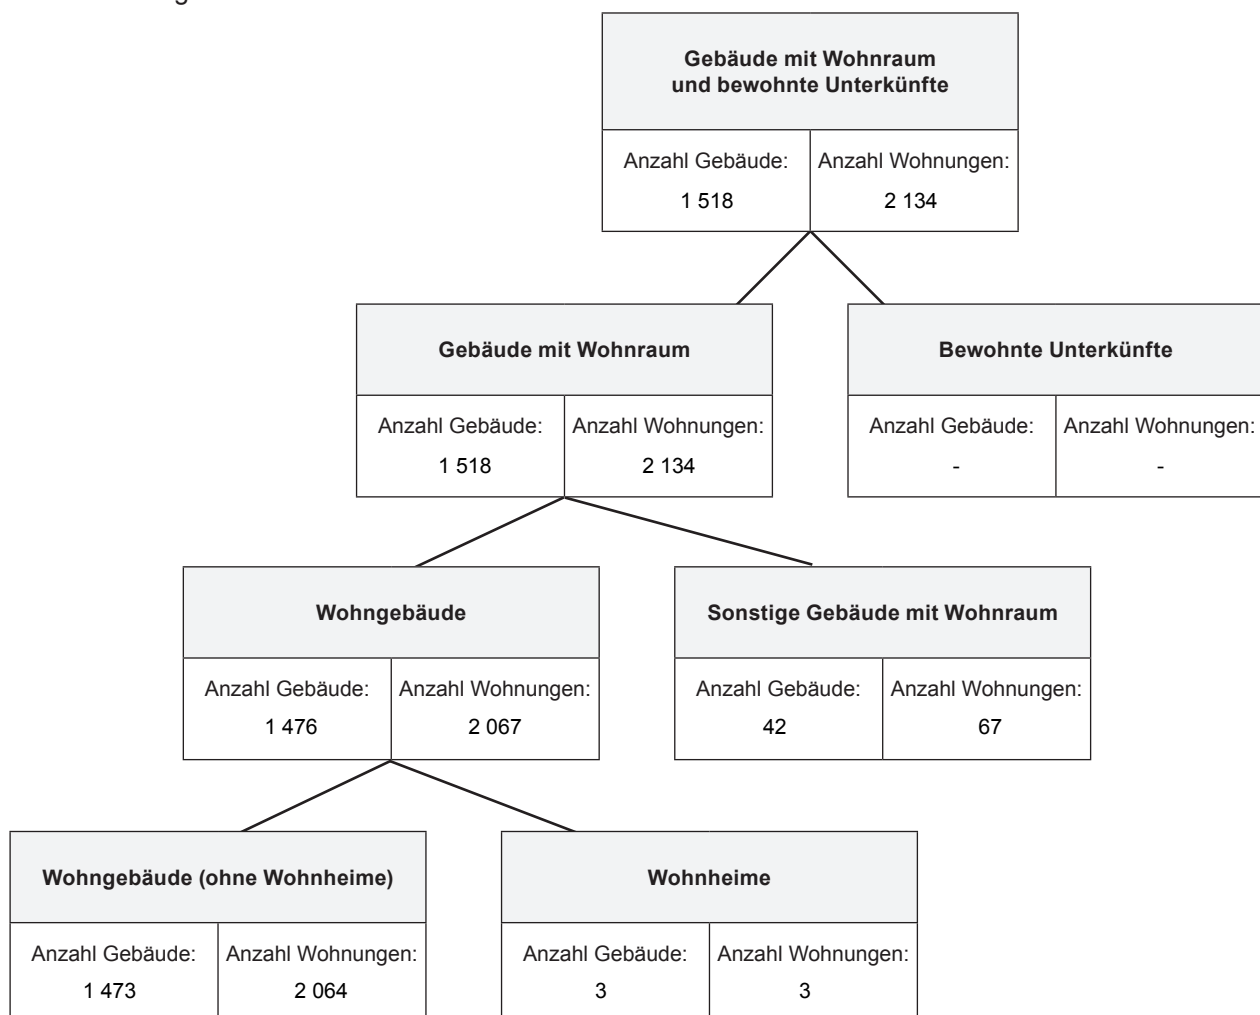 Gebäude mit Wohnraum
und bewohnte Unterkünfte
Anzahl Gebäude: Anzahl Wohnungen:
1 518 2 134
Gebäude mit Wohnraum
Anzahl Gebäude: Anzahl Wohnungen:
1 518 2 134
Bewohnte Unterkünfte
Anzahl Gebäude: Anzahl Wohnungen:
- -
Wohngebäude
Anzahl Gebäude: Anzahl Wohnungen:
1 476 2 067
Sonstige Gebäude mit Wohnraum
Anzahl Gebäude: Anzahl Wohnungen:
42 67
Wohngebäude (ohne Wohnheime)
Anzahl Gebäude: Anzahl Wohnungen:
1 473 2 064
Wohnheime
Anzahl Gebäude: Anzahl Wohnungen:
3 3